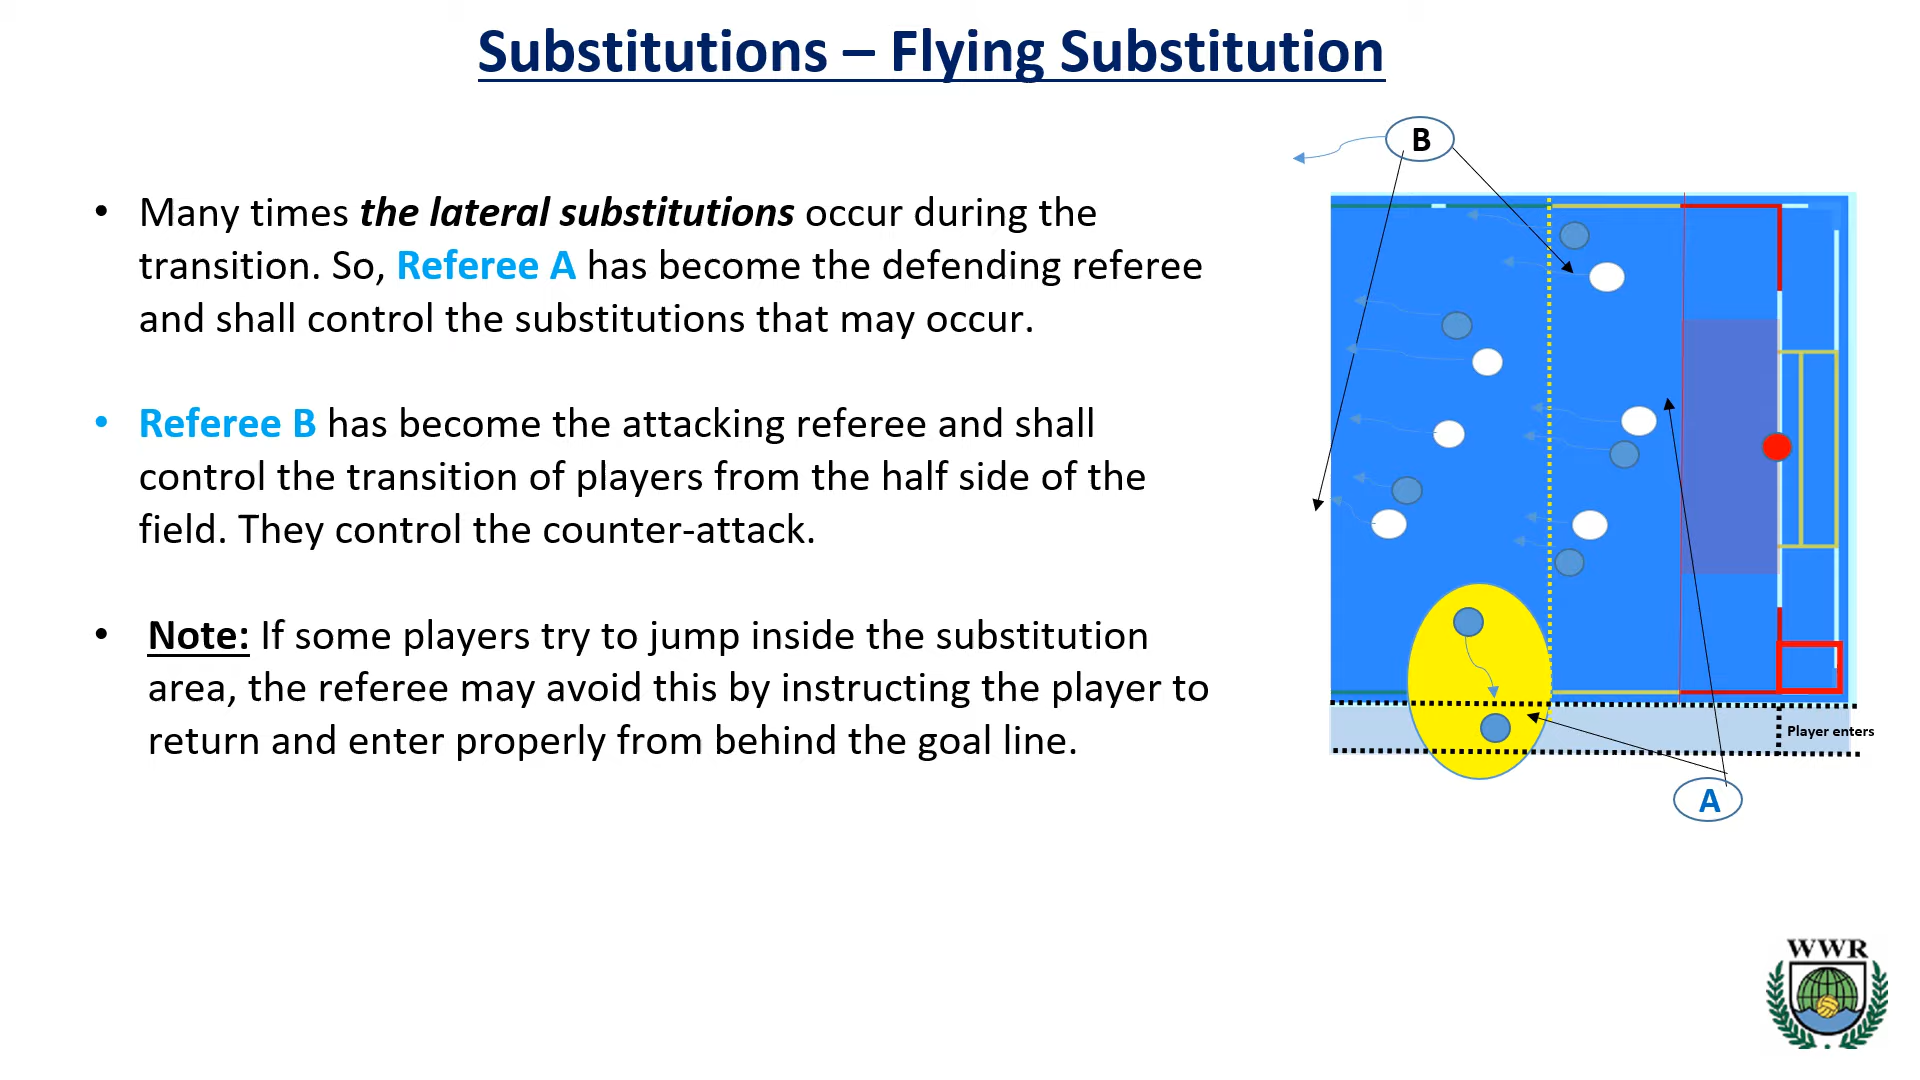 Substitutions – Flying Substitution
• Many times the lateral substitutions occur during the
transition. So, Referee A has become the defending referee
and shall control the substitutions that may occur.
• Referee B has become the attacking referee and shall
control the transition of players from the half side of the
field. They control the counter-attack.
• Note: If some players try to jump inside the substitution
area, the referee may avoid this by instructing the player to
return and enter properly from behind the goal line.
B
Player enters
A
WWR